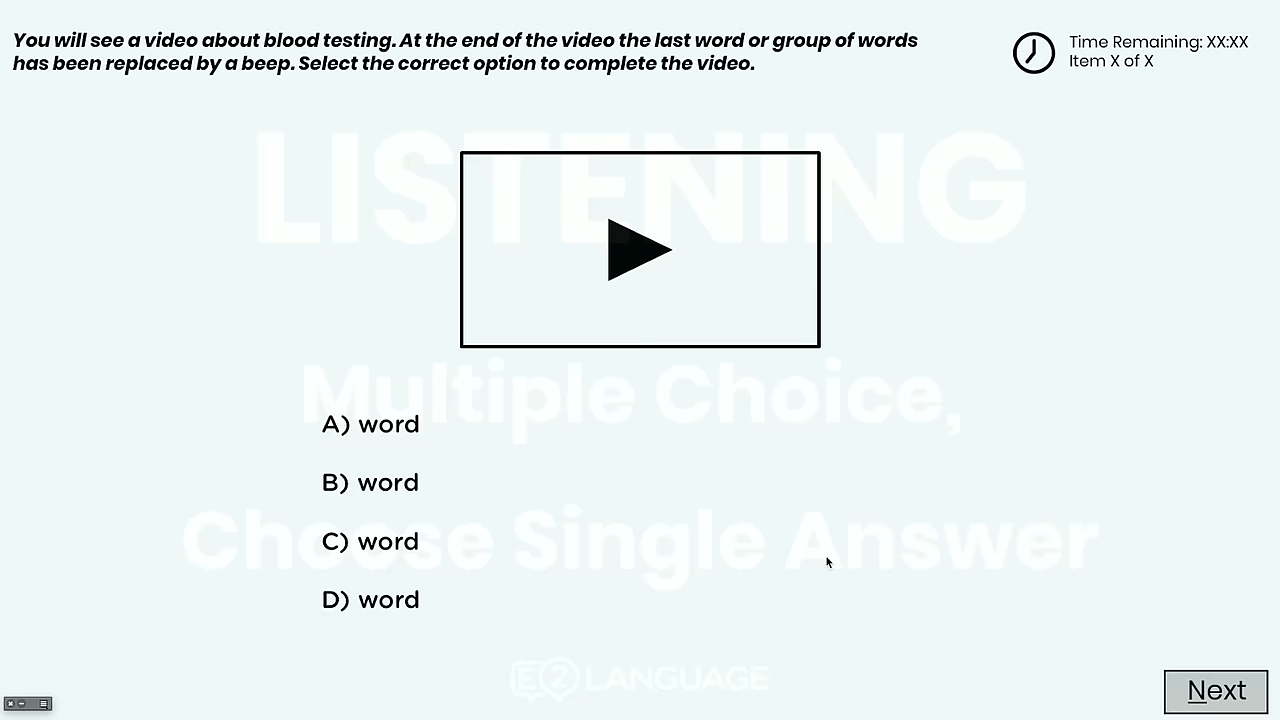 You will see a video about blood testing. At the end of the video the last word or group of words
has been replaced by a beep. Select the correct option to complete the video.
Time Remaining: XX:XX
Item X of X
LISTENING
Multiple Choice,
A) word
B) word
Choose Single Answer
C) word
D) word
E2 LANGUAGE
Next